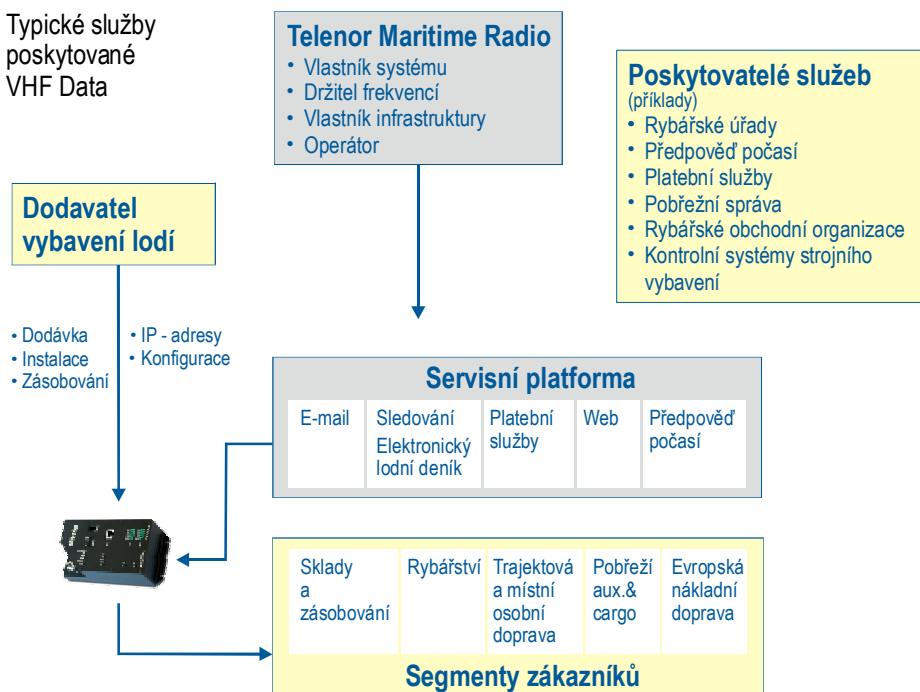 Typické služby
poskytované
VHF Data
Telenor Maritime Radio
• Vlastník systému
• Držitel frekvencí
• Vlastník infrastruktury
• Operátor
Poskytovatelé služeb
(příklady)
• Rybářské úřady
• Předpověď počasí
• Platební služby
• Pobřežní správa
• Rybářské obchodní organizace
• Kontrolní systémy strojního
vybavení
Dodavatel
vybavení lodí
• Dodávka
• Instalace
• Zásobování
• IP - adresy
• Konfigurace
Servisní platforma
E-mail
Sledování
Elektronický
lodní deník
Platební
služby
Web
Předpověď
počasí
Sklady
a
zásobování
Rybářství
Trajektová
a místní
osobní
doprava
Pobřeží
aux.&
cargo
Evropská
nákladní
doprava
Segmenty zákazníků